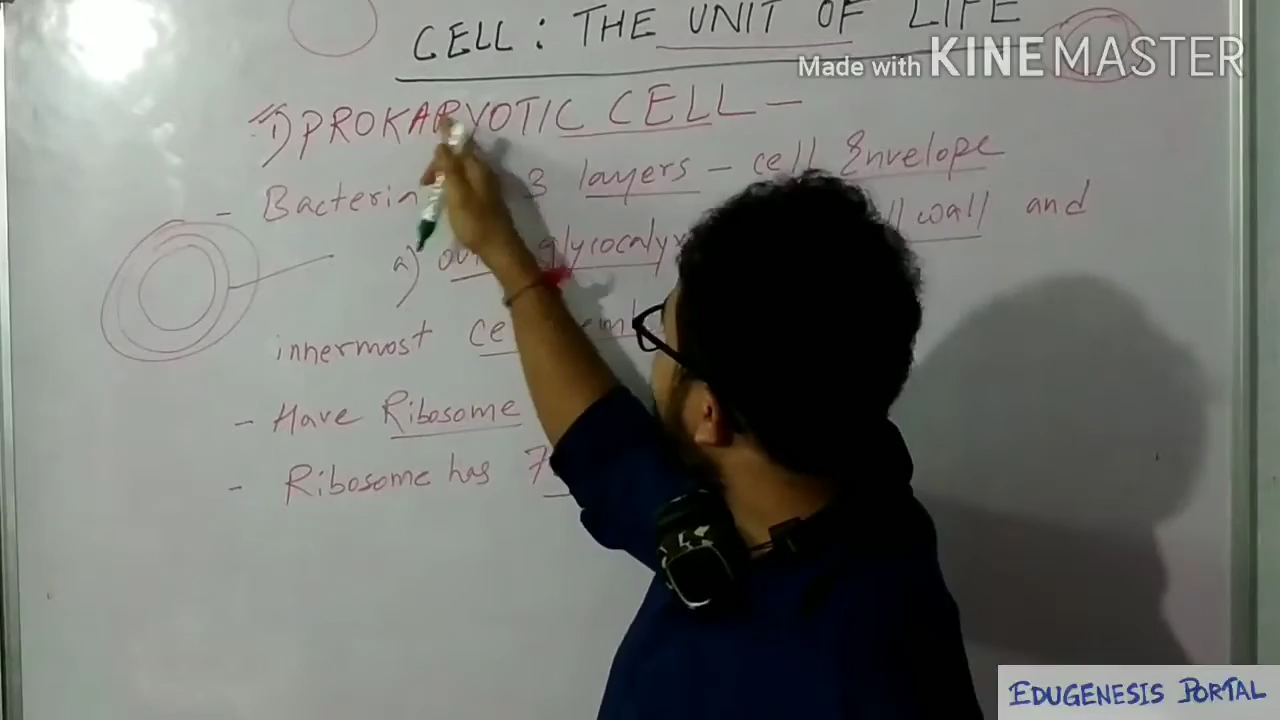 CELL : THE UNIT OF LIFE
Made with KINEMASTER
1) PROKARYOTIC CELL –
- Bacteria 3 layers – cell Envelope
a) glycocalyx wall and
innermost
- Have Ribosome
- Ribosome has
EDUGENESIS PORTAL